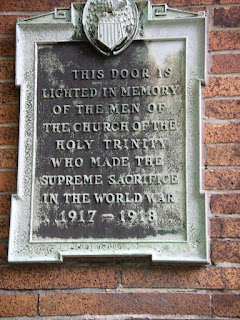 THIS DOOR IS
LIGHTED IN MEMORY
OF THE MEN OF
THE CHURCH OF THE
HOLY TRINITY
WHO MADE THE
SUPREME SACRIFICE
IN THE WORLD WAR
1917 - 1918